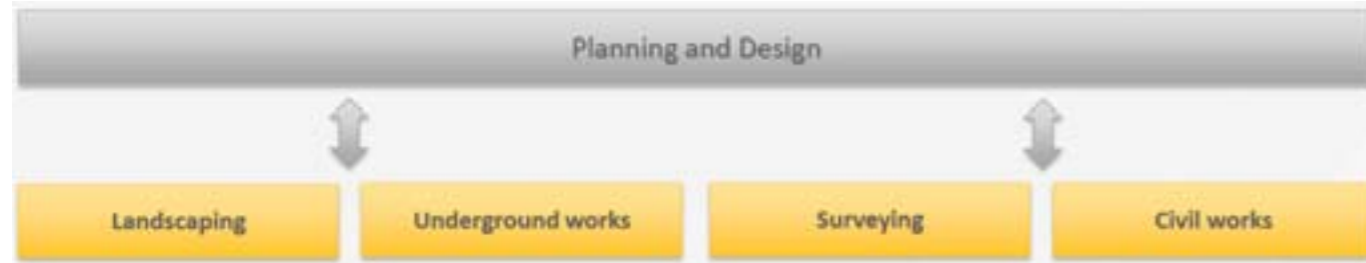 Planning and Design
Landscaping
Underground works
Surveying
Civil works